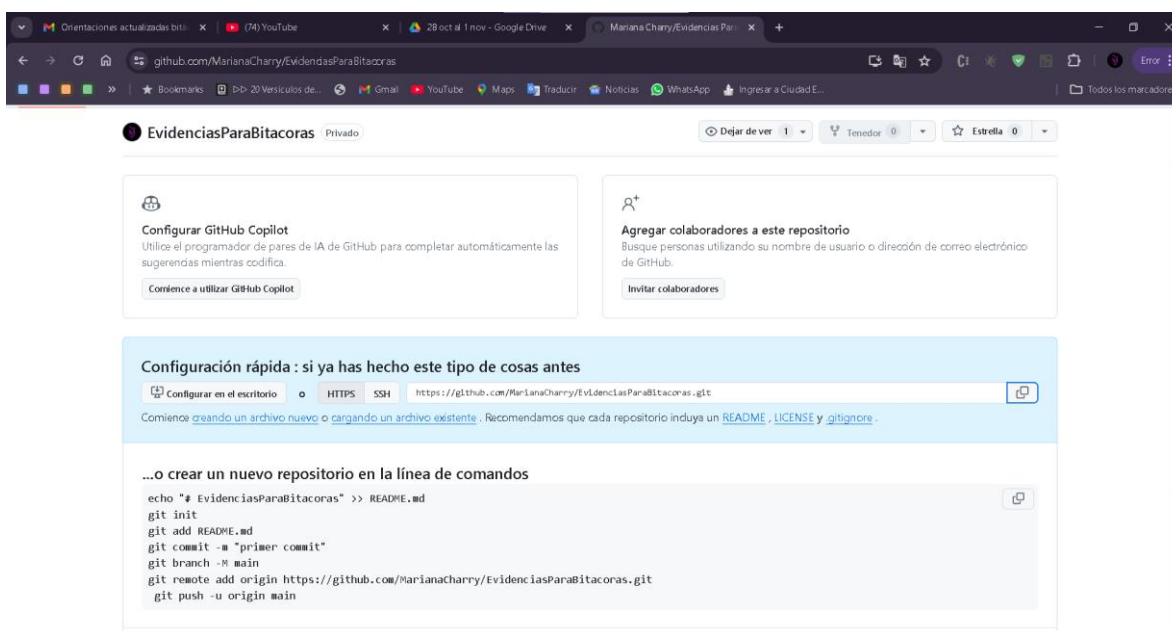 Orientaciones actualizadas bitá
(74) YouTube
28 oct al 1 nov - Google Drive
MarianaCharry/EvidenciasPara
github.com/MarianaCharry/EvidenciasParaBitacoras
Error
Bookmarks
▷▷ 20 Versículos de...
Gmail
YouTube
Maps
Traducir
Noticias
WhatsApp
Ingresar a Ciudad E...
Todos los marcadores
EvidenciasParaBitacoras Privado
Dejar de ver 1
Tenedor 0
Estrella 0
Configurar GitHub Copilot
Utilice el programador de pares de IA de GitHub para completar automáticamente las
sugerencias mientras codifica.
Comience a utilizar GitHub Copilot
Agregar colaboradores a este repositorio
Busque personas utilizando su nombre de usuario o dirección de correo electrónico
de GitHub.
Invitar colaboradores
Configuración rápida : si ya has hecho este tipo de cosas antes
Configurar en el escritorio o HTTPS SSH https://github.com/MarianaCharry/EvidenciasParaBitacoras.git
Comience creando un archivo nuevo o cargando un archivo existente . Recomendamos que cada repositorio incluya un README , LICENSE y .gitignore .
...o crear un nuevo repositorio en la línea de comandos
echo "# EvidenciasParaBitacoras" >> README.md
git init
git add README.md
git commit -m "primer commit"
git branch -M main
git remote add origin https://github.com/MarianaCharry/EvidenciasParaBitacoras.git
git push -u origin main